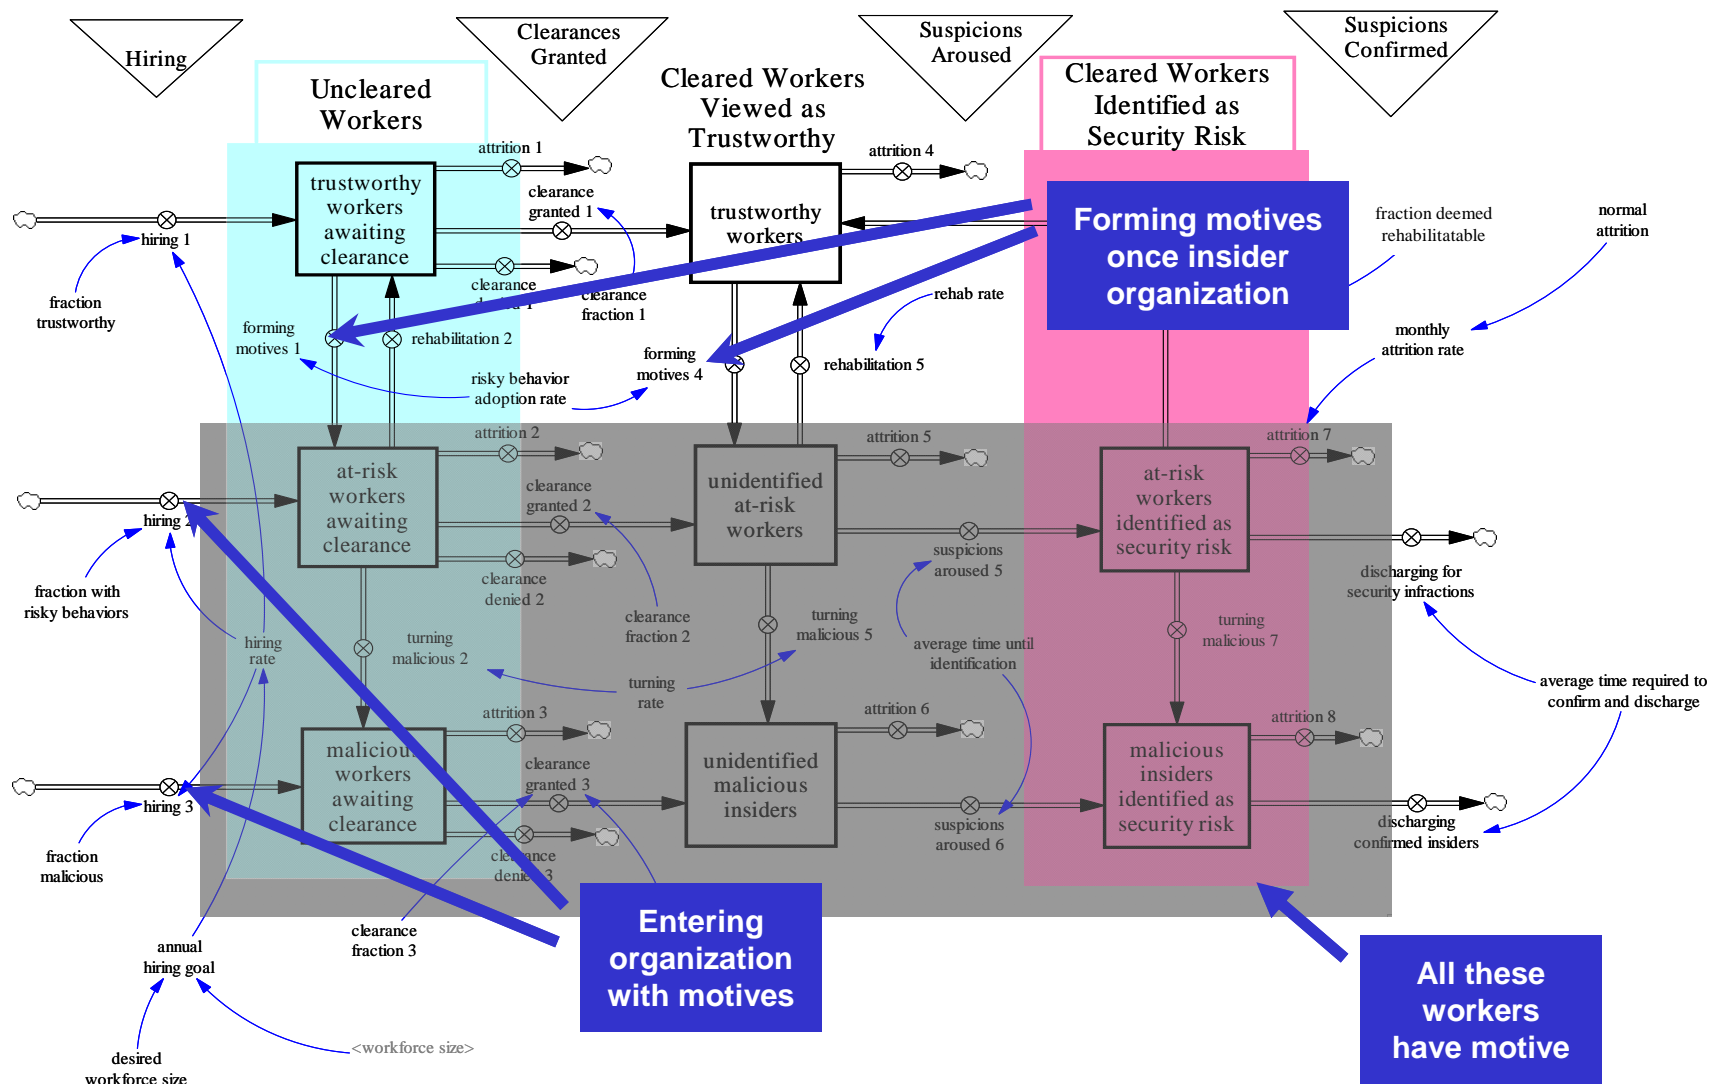 Hiring
Clearances
Granted
Suspicions
Aroused
Suspicions
Confirmed
Uncleared
Workers
Cleared Workers
Viewed as
Trustworthy
Cleared Workers
Identified as
Security Risk
attrition 1
trustworthy
workers
awaiting
clearance
clearance
granted 1
hiring 1
fraction
trustworthy
clearance
denied 1
clearance
fraction 1
attrition 4
trustworthy
workers
Forming motives
once insider
organization
fraction deemed
rehabilitatable
normal
attrition
forming
motives 1
rehabilitation 2
risky behavior
adoption rate
forming
motives 4
rehab rate
rehabilitation 5
monthly
attrition rate
attrition 2
at-risk
workers
awaiting
clearance
clearance
granted 2
hiring 2
fraction with
risky behaviors
clearance
denied 2
clearance
fraction 2
attrition 5
unidentified
at-risk
workers
suspicions
aroused 5
attrition 7
at-risk
workers
identified as
security risk
discharging for
security infractions
hiring
rate
turning
malicious 2
turning
rate
turning
malicious 5
average time until
identification
turning
malicious 7
average time required to
confirm and discharge
attrition 3
malicious
workers
awaiting
clearance
clearance
granted 3
hiring 3
fraction
malicious
clearance
denied 3
clearance
fraction 3
attrition 6
unidentified
malicious
insiders
suspicions
aroused 6
attrition 8
malicious
insiders
identified as
security risk
discharging
confirmed insiders
annual
hiring goal
desired
workforce size
<workforce size>
Entering
organization
with motives
All these
workers
have motive